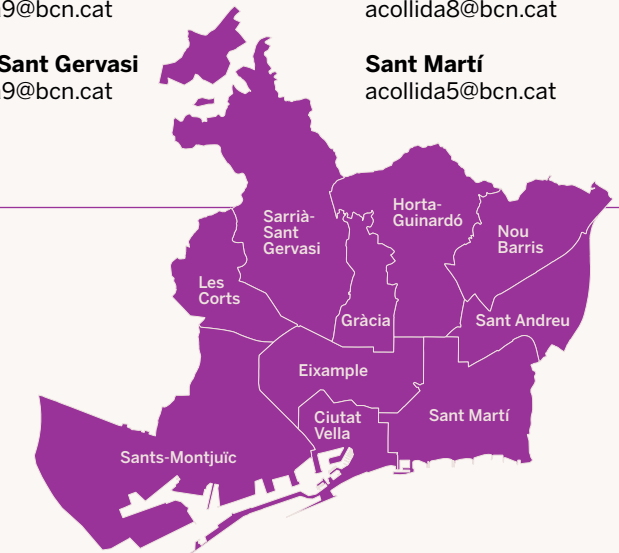 9@bcn.cat
Sant Gervasi
9@bcn.cat
acollida8@bcn.cat
Sant Martí
acollida5@bcn.cat
Sarrià-
Sant
Gervasi
Horta-
Guinardó
Nou
Barris
Les
Corts
Gràcia
Sant Andreu
Eixample
Ciutat
Vella
Sant Martí
Sants-Montjuïc